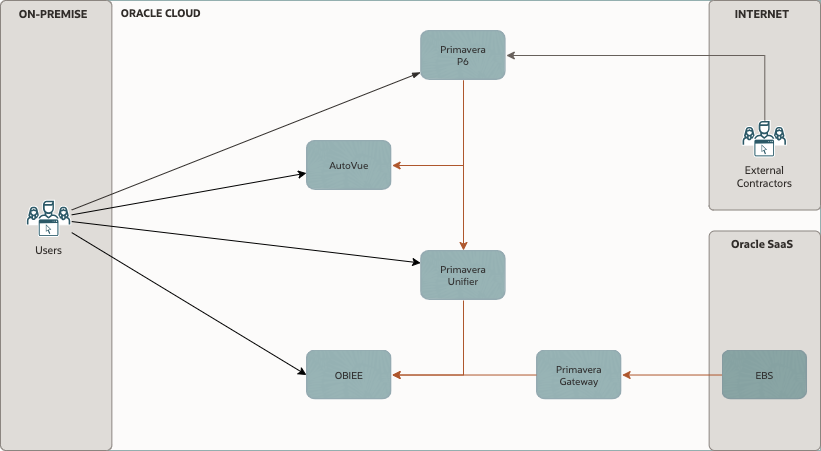 ON-PREMISE
ORACLE CLOUD
INTERNET
Primavera
P6
AutoVue
External
Contractors
Users
Oracle SaaS
Primavera
Unifier
OBIEE
Primavera
Gateway
EBS